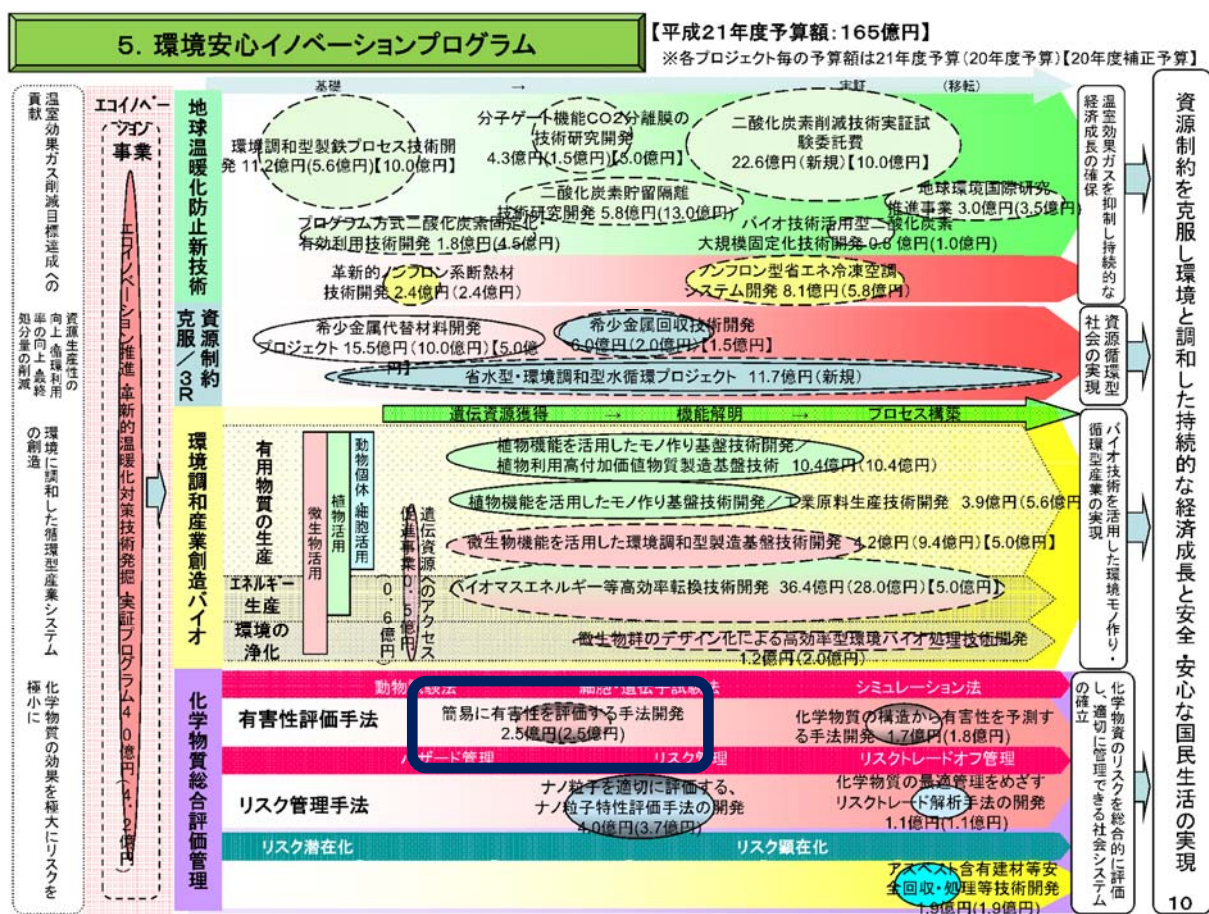 5. 環境安心イノベーションプログラム
【平成21年度予算額:165億円】
※各プロジェクト毎の予算額は21年度予算(20年度予算)【20年度補正予算】
温室効果ガス削減目標達成への
貢献
資源生産性の
向上・循環利用
率の向上・最終
処分量の削減
環境に調和した循環型産業システム
の創造
化学物質の効果を極大にリスクを
極小に
エコイノベー
ション
事業
エコイノベーション推進・革新的温暖化対策技術発掘・実証プログラム40億円(4.2億円)
地球温暖化防止新技術
基礎
→
実証
(移転)
環境調和型製鉄プロセス技術開
発 11.2億円(5.6億円)【10.0億円】
分子ゲート機能CO2分離膜の
技術研究開発
4.3億円(1.5億円)【5.0億円】
二酸化炭素削減技術実証試
験委託費
22.6億円(新規)【10.0億円】
二酸化炭素貯留隔離
技術研究開発 5.8億円(13.0億円)
地球環境国際研究
推進事業 3.0億円(3.5億円)
プログラム方式二酸化炭素固定化
有効利用技術開発 1.8億円(4.5億円)
バイオ技術活用型二酸化炭素
大規模固定化技術開発 0.8 億円(1.0億円)
革新的ノンフロン系断熱材
技術開発 2.4億円(2.4億円)
ノンフロン型省エネ冷凍空調
システム開発 8.1億円(5.8億円)
資源制約
克服/3R
希少金属代替材料開発
プロジェクト 15.5億円(10.0億円)【5.0億
円】
希少金属回収技術開発
6.0億円(2.0億円)【1.5億円】
省水型・環境調和型水循環プロジェクト 11.7億円(新規)
環境調和産業創造バイオ
遺伝資源獲得
→
機能解明
→
プロセス構築
有用物質の生産
エネルギー
生産
環境の
浄化
微生物活用
植物活用
動物個体・細胞活用
遺伝資源へのアクセス
促進事業0.5億円
(0.6億円)
植物機能を活用したモノ作り基盤技術開発/
植物利用高付加価値物質製造基盤技術 10.4億円(10.4億円)
植物機能を活用したモノ作り基盤技術開発/工業原料生産技術開発 3.9億円(5.6億円
微生物機能を活用した環境調和型製造基盤技術開発 4.2億円(9.4億円)【5.0億円】
バイオマスエネルギー等高効率転換技術開発 36.4億円(28.0億円)【5.0億円】
微生物群のデザイン化による高効率型環境バイオ処理技術開発
1.2億円(2.0億円)
化学物質総合評価管理
動物試験法
細胞・遺伝子試験法
シミュレーション法
有害性評価手法
簡易に有害性を評価する手法開発
2.5億円(2.5億円)
化学物質の構造から有害性を予測す
る手法開発 1.7億円(1.8億円)
ハザード管理
リスク管理
リスクトレードオフ管理
リスク管理手法
ナノ粒子を適切に評価する、
ナノ粒子特性評価手法の開発
4.0億円(3.7億円)
化学物質の最適管理をめざす
リスクトレード解析手法の開発
1.1億円(1.1億円)
リスク潜在化
リスク顕在化
アスベスト含有建材等安
全回収・処理等技術開発
1.9億円(1.9億円)
温室効果ガスを抑制し持続的な
経済成長の確保
資源循環型
社会の実現
バイオ技術を活用した環境モノ作り・
循環型産業の実現
化学物資のリスクを総合的に評価
し、適切に管理できる社会システム
の確立
資源制約を克服し環境と調和した持続的な経済成長と安全・安心な国民生活の実現
10